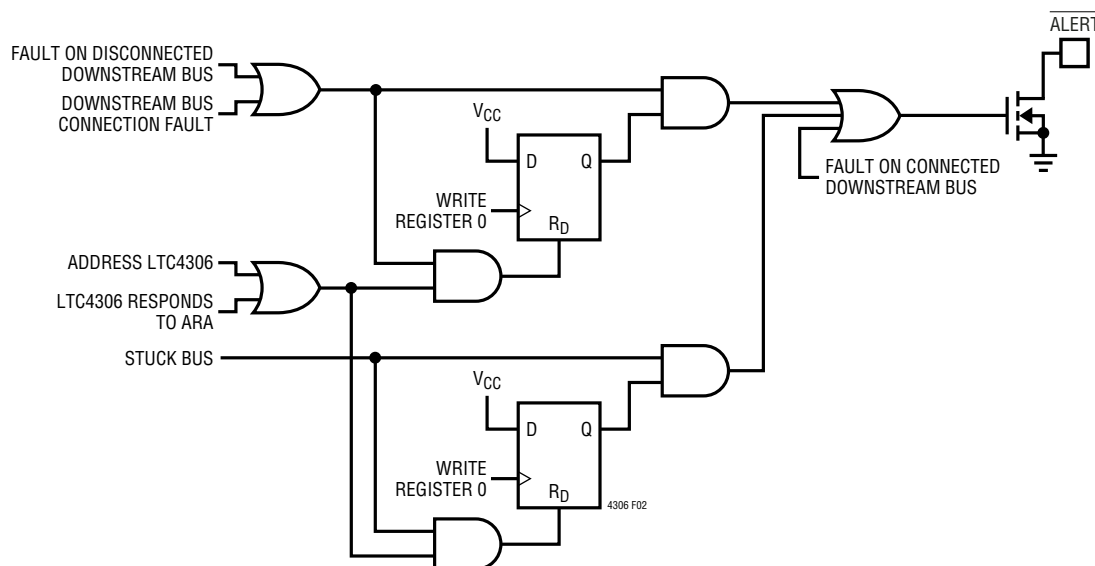 ALERT
FAULT ON DISCONNECTED
DOWNSTREAM BUS
DOWNSTREAM BUS
CONNECTION FAULT
VCC
D
Q
WRITE
REGISTER 0
RD
FAULT ON CONNECTED
DOWNSTREAM BUS
ADDRESS LTC4306
LTC4306 RESPONDS
TO ARA
STUCK BUS
VCC
D
Q
WRITE
REGISTER 0
RD
4306 F02